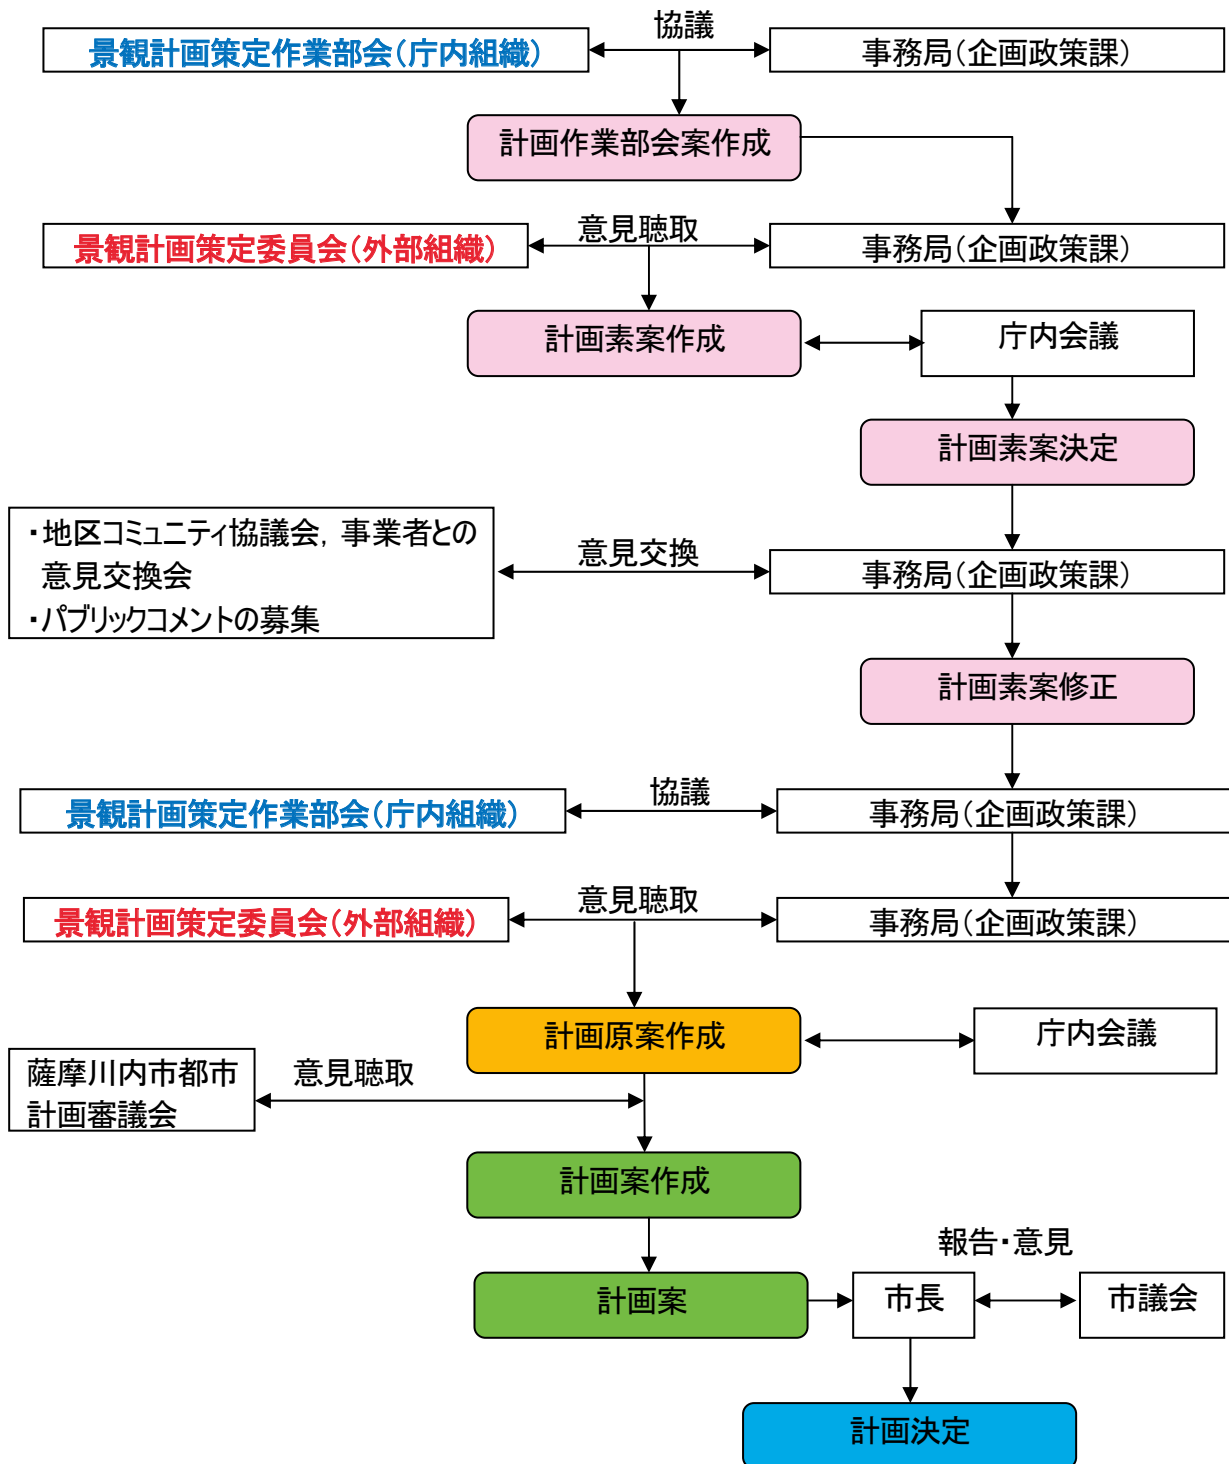 協議
景観計画策定作業部会(庁内組織)
事務局(企画政策課)
計画作業部会案作成
意見聴取
景観計画策定委員会(外部組織)
事務局(企画政策課)
計画素案作成
庁内会議
計画素案決定
・地区コミュニティ協議会, 事業者との
意見交換会
・パブリックコメントの募集
意見交換
事務局(企画政策課)
計画素案修正
協議
景観計画策定作業部会(庁内組織)
事務局(企画政策課)
意見聴取
景観計画策定委員会(外部組織)
事務局(企画政策課)
計画原案作成
庁内会議
薩摩川内市都市
計画審議会
意見聴取
計画案作成
報告・意見
計画案
市長
市議会
計画決定